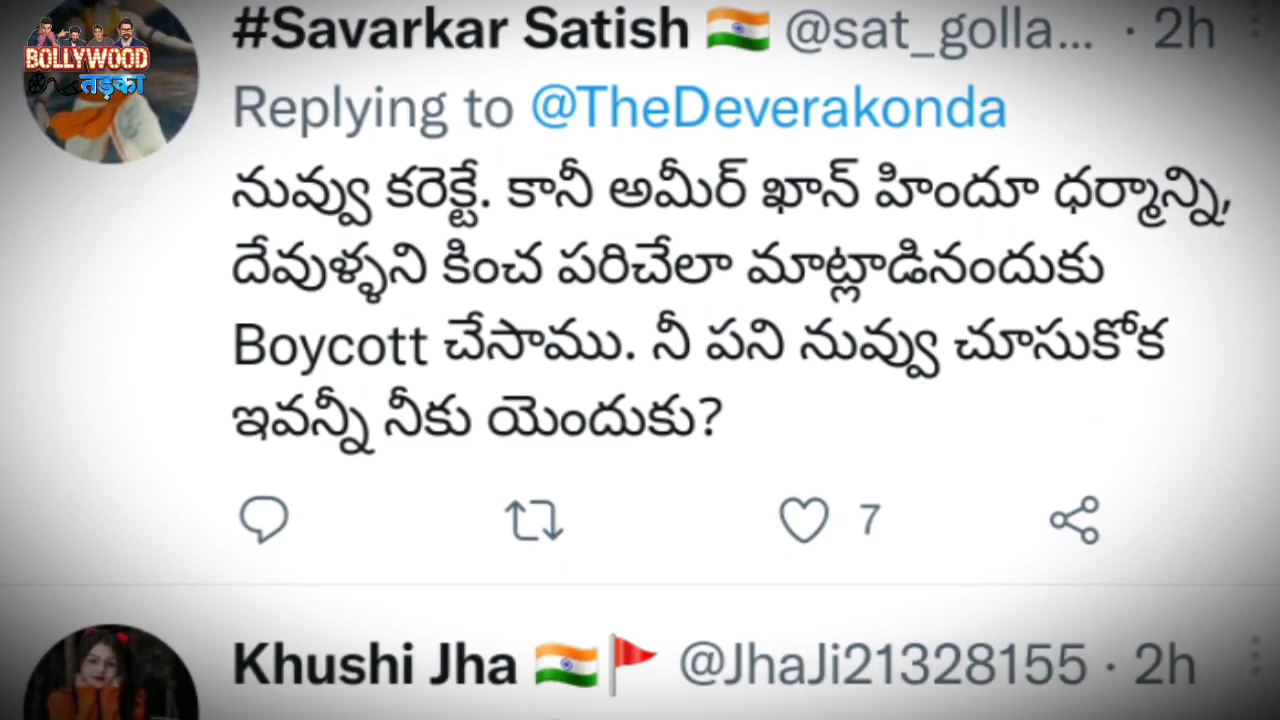 BOLLYWOOD
तड़का
#Savarkar Satish 🇮🇳 @sat_golla... · 2h
Replying to @TheDeverakonda
నువ్వు కరెక్టే. కానీ అమీర్ ఖాన్ హిందూ ధర్మాన్ని,
దేవుళ్ళని కించ పరిచేలా మాట్లాడినందుకు
Boycott చేసాము. నీ పని నువ్వు చూసుకోక
ఇవన్నీ నీకు యెందుకు?
7
Khushi Jha 🇮🇳🚩 @JhaJi21328155 · 2h